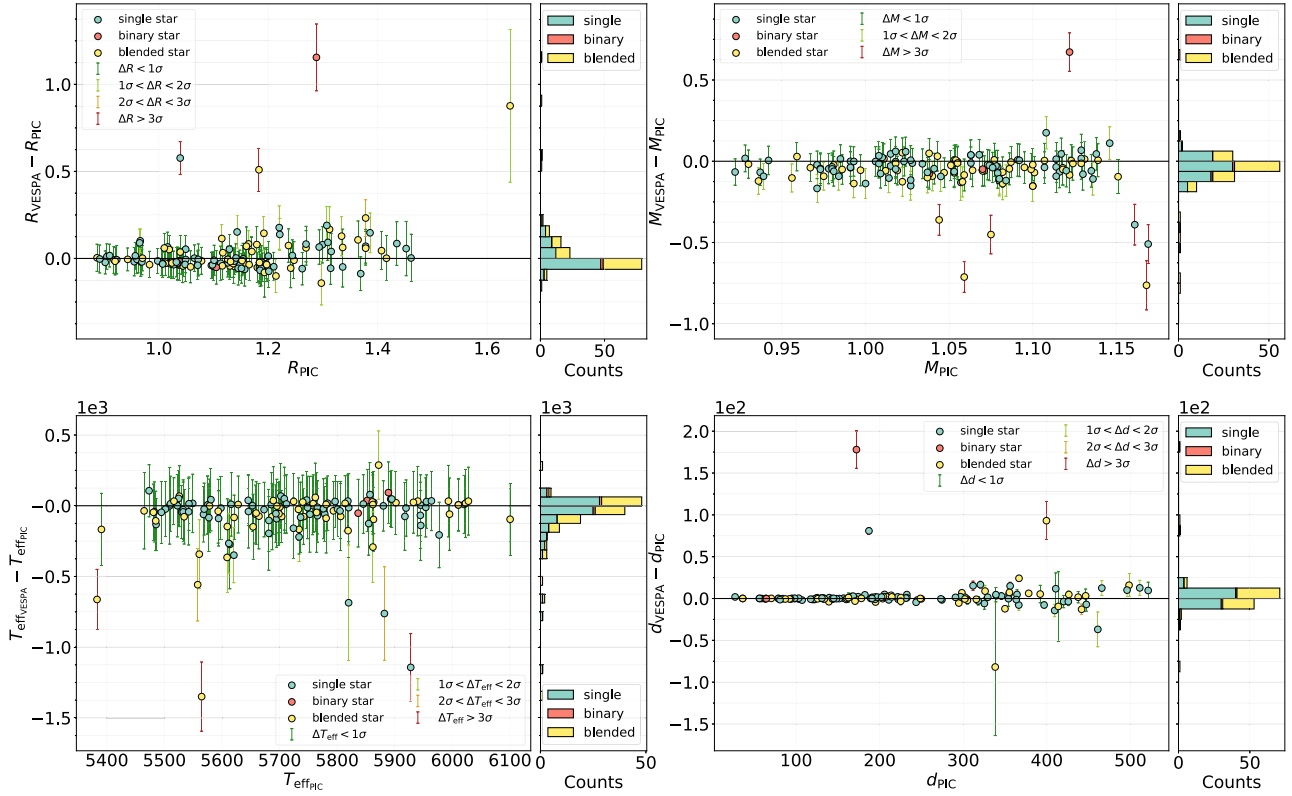 single star
binary star
blended star
ΔR < 1σ
1σ < ΔR < 2σ
2σ < ΔR < 3σ
ΔR > 3σ
single
binary
blended
1.0
0.5
0.0
R_VESPA − R_PIC
1.0 1.2 1.4 1.6
R_PIC
0 50
Counts
single star
binary star
blended star
ΔM < 1σ
1σ < ΔM < 2σ
ΔM > 3σ
single
binary
blended
0.5
0.0
−0.5
−1.0
M_VESPA − M_PIC
0.95 1.00 1.05 1.10 1.15
M_PIC
0 50
Counts
1e3
1e3
0.5
−0.0
−0.5
−1.0
−1.5
T_eff_VESPA − T_eff_PIC
single star
binary star
blended star
ΔT_eff < 1σ
1σ < ΔT_eff < 2σ
2σ < ΔT_eff < 3σ
ΔT_eff > 3σ
single
binary
blended
5400 5500 5600 5700 5800 5900 6000 6100
T_eff_PIC
0 50
Counts
1e2
1e2
2.0
1.5
1.0
0.5
0.0
−0.5
−1.0
−1.5
d_VESPA − d_PIC
single star
binary star
blended star
Δd < 1σ
1σ < Δd < 2σ
2σ < Δd < 3σ
Δd > 3σ
single
binary
blended
100 200 300 400 500
d_PIC
0 50
Counts